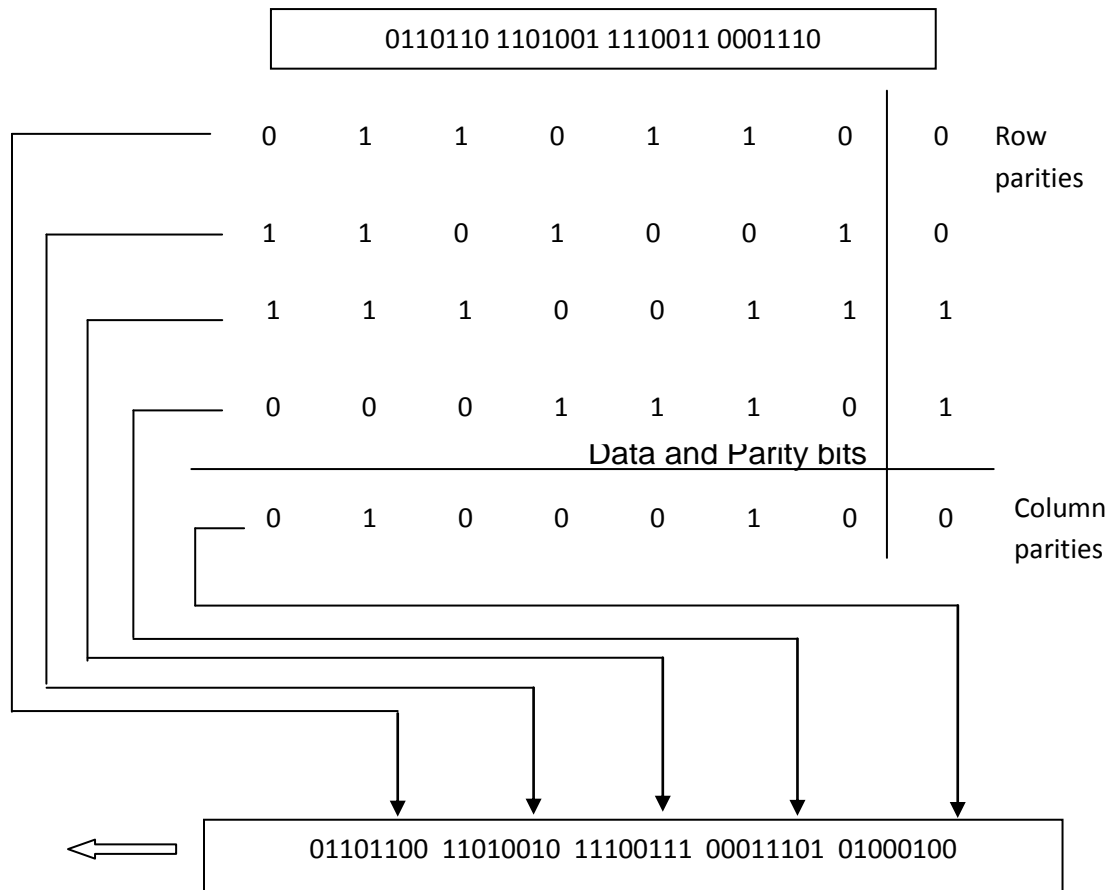 0110110 1101001 1110011 0001110
0 1 1 0 1 1 0 0 Row
parities
1 1 0 1 0 0 1 0
1 1 1 0 0 1 1 1
0 0 0 1 1 1 0 1
Data and Parity bits
0 1 0 0 0 1 0 0 Column
parities
01101100 11010010 11100111 00011101 01000100